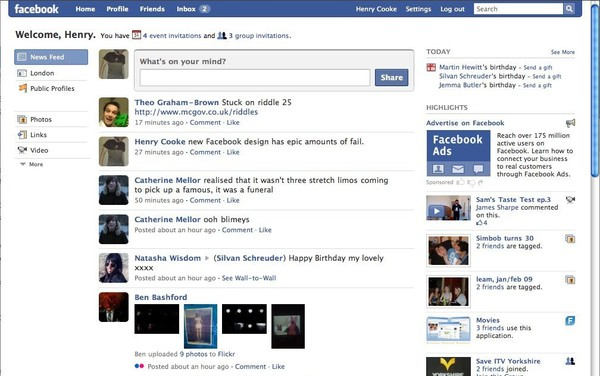 facebook Home Profile Friends Inbox 2 Henry Cooke Settings Log out Search
Welcome, Henry. You have 4 event invitations and 3 group invitations.
News Feed
London
Public Profiles
Photos
Links
Video
More
What's on your mind?
Share
Theo Graham-Brown Stuck on riddle 25
http://www.mcgov.co.uk/riddles
17 minutes ago · Comment · Like
Henry Cooke new Facebook design has epic amounts of fail.
27 minutes ago · Comment · Like
Catherine Mellor realised that it wasn't three stretch limos coming
to pick up a famous, it was a funeral
50 minutes ago · Comment · Like
Catherine Mellor ooh blimeys
Posted about an hour ago · Comment · Like
Natasha Wisdom ▸ (Silvan Schreuder) Happy Birthday my lovely
xxxx
Posted about an hour ago · See Wall-to-Wall
Ben Bashford
Ben uploaded 9 photos to Flickr
Posted about an hour ago · Comment · Like
TODAY See More
Martin Hewitt's birthday - Send a gift
Silvan Schreuder's birthday - Send a gift
Jemma Butler's birthday - Send a gift
HIGHLIGHTS
Advertise on Facebook
Facebook
Ads
Reach over 175 million
active users on
Facebook. Learn how to
connect your business
to real customers
through Facebook Ads.
Sponsored
Sam's Taste Test ep.3
James Sharpe commented
on this.
4
Simbob turns 30
2 friends are tagged.
leam, jan/feb 09
2 friends are tagged.
Movies
3 friends use this
application.
Save ITV Yorkshire
2 friends joined.
Join this Group
YORKSHIRE